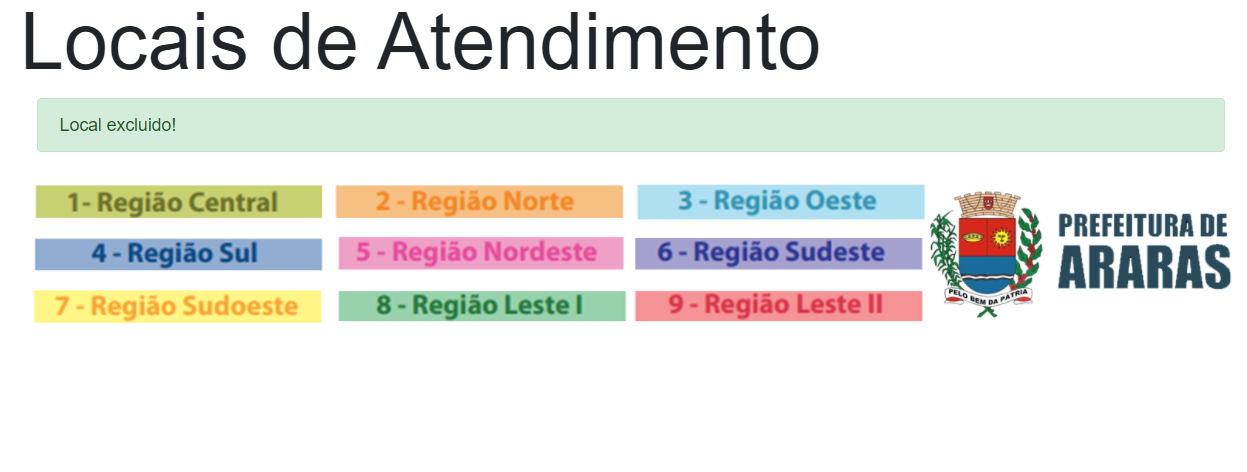 Locais de Atendimento
Local excluido!
1- Região Central
2 - Região Norte
3 - Região Oeste
4 - Região Sul
5 - Região Nordeste
6 - Região Sudeste
7 - Região Sudoeste
8 - Região Leste I
9 - Região Leste II
PELO BEM DA PÁTRIA
PREFEITURA DE
ARARAS